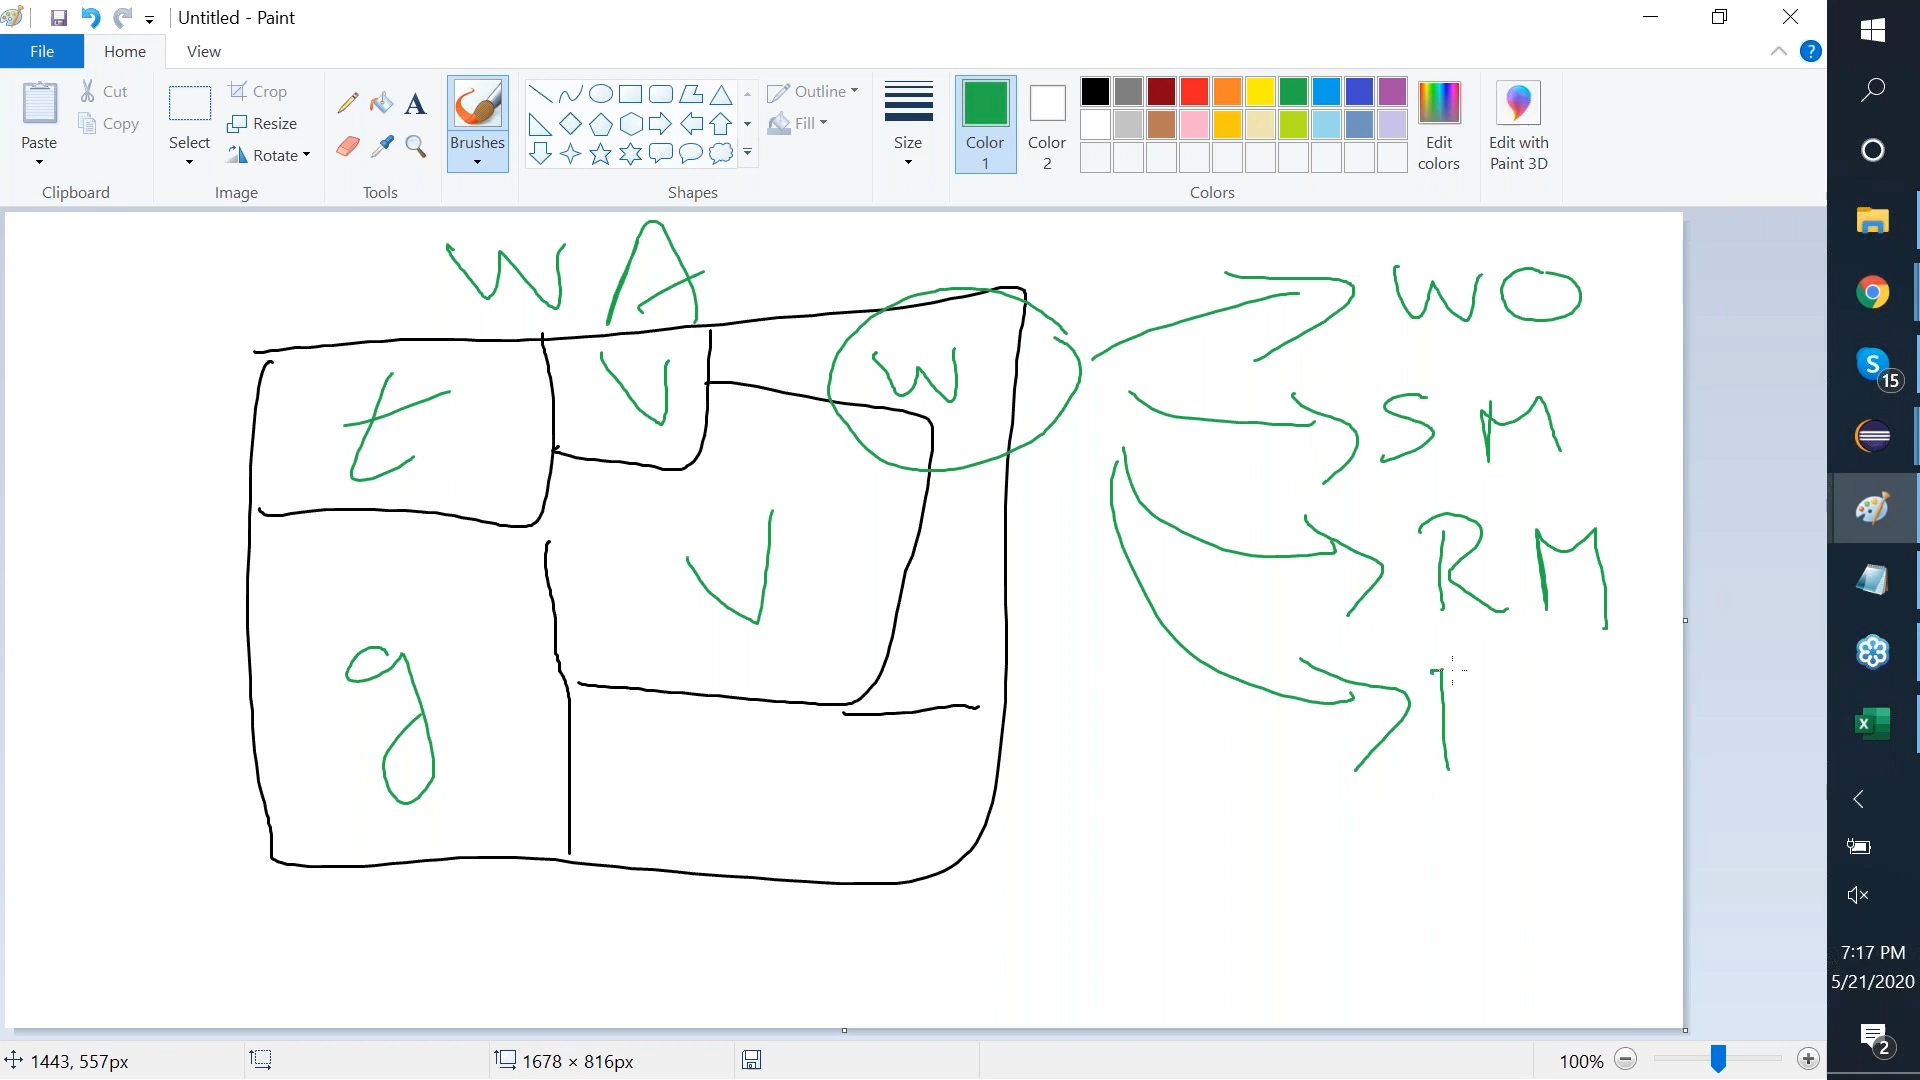 Untitled - Paint
File Home View
Paste
Cut
Copy
Clipboard
Select
Crop
Resize
Rotate
Image
A
Tools
Brushes
Shapes
Outline
Fill
Size
Color 1
Color 2
Edit colors
Colors
Edit with Paint 3D
?
W A
t
V
W
WO
SM
V
RM
g
1443, 557px
1678 × 816px
100%
S
15
X
7:17 PM
5/21/2020
2